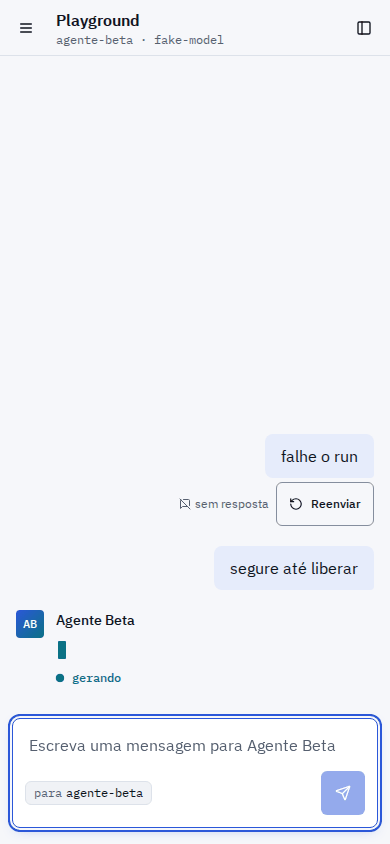 Playground
agente-beta · fake-model
falhe o run
sem resposta
Reenviar
segure até liberar
AB
Agente Beta
gerando
Escreva uma mensagem para Agente Beta
para agente-beta